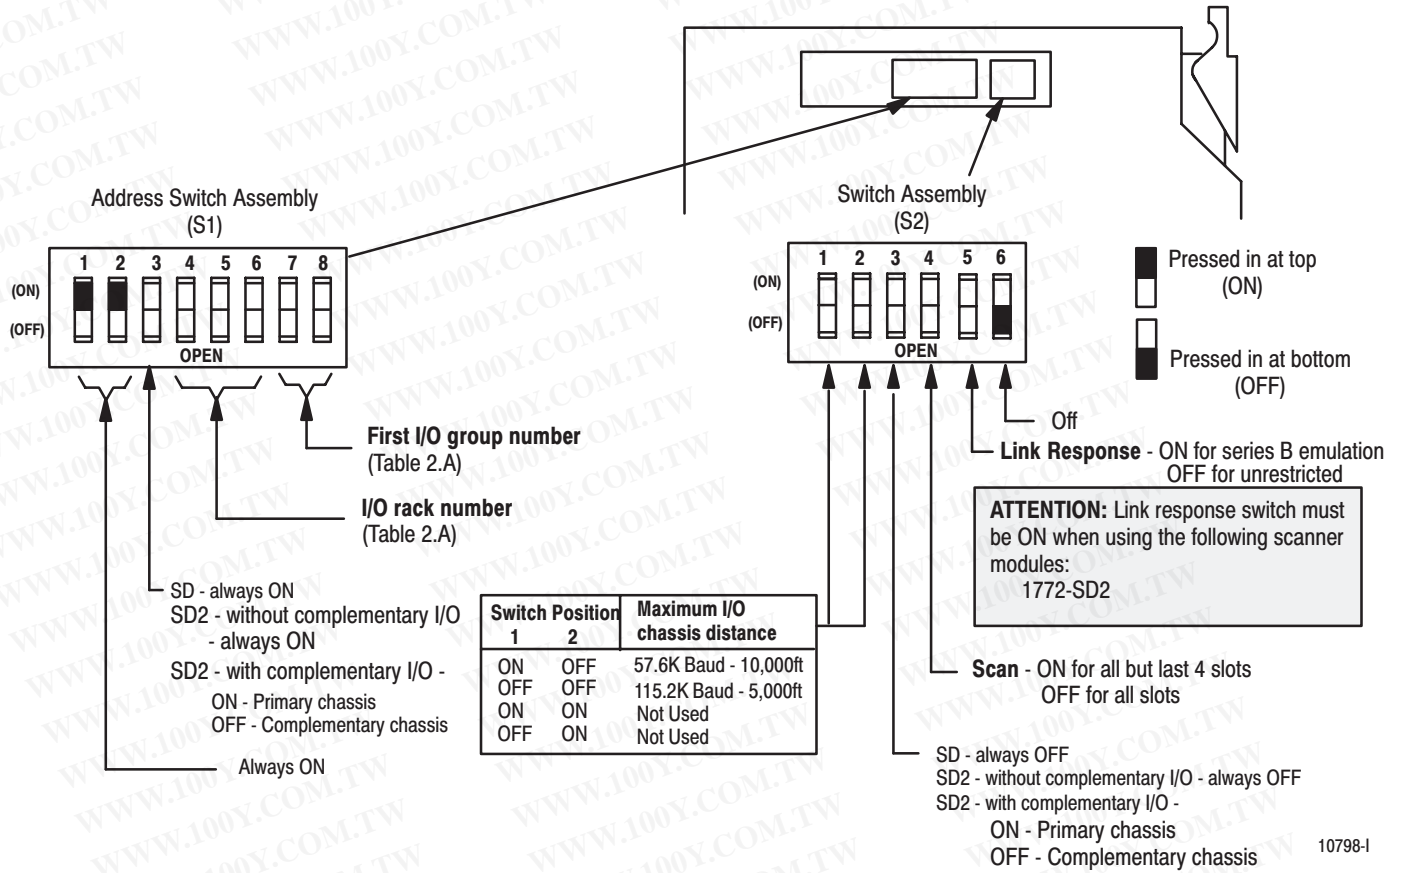 Address Switch Assembly
(S1)
1 2 3 4 5 6 7 8
(ON)
(OFF)
OPEN
First I/O group number
(Table 2.A)
I/O rack number
(Table 2.A)
SD - always ON
SD2 - without complementary I/O
- always ON
SD2 - with complementary I/O -
ON - Primary chassis
OFF - Complementary chassis
Always ON
Switch Assembly
(S2)
1 2 3 4 5 6
(ON)
(OFF)
OPEN
Pressed in at top
(ON)
Pressed in at bottom
(OFF)
Off
Link Response - ON for series B emulation
OFF for unrestricted
ATTENTION: Link response switch must
be ON when using the following scanner
modules:
1772-SD2
Switch Position Maximum I/O
1 2 chassis distance
ON OFF 57.6K Baud - 10,000ft
OFF OFF 115.2K Baud - 5,000ft
ON ON Not Used
OFF ON Not Used
Scan - ON for all but last 4 slots
OFF for all slots
SD - always OFF
SD2 - without complementary I/O - always OFF
SD2 - with complementary I/O -
ON - Primary chassis
OFF - Complementary chassis
10798-I
WWW.100Y.COM.TW